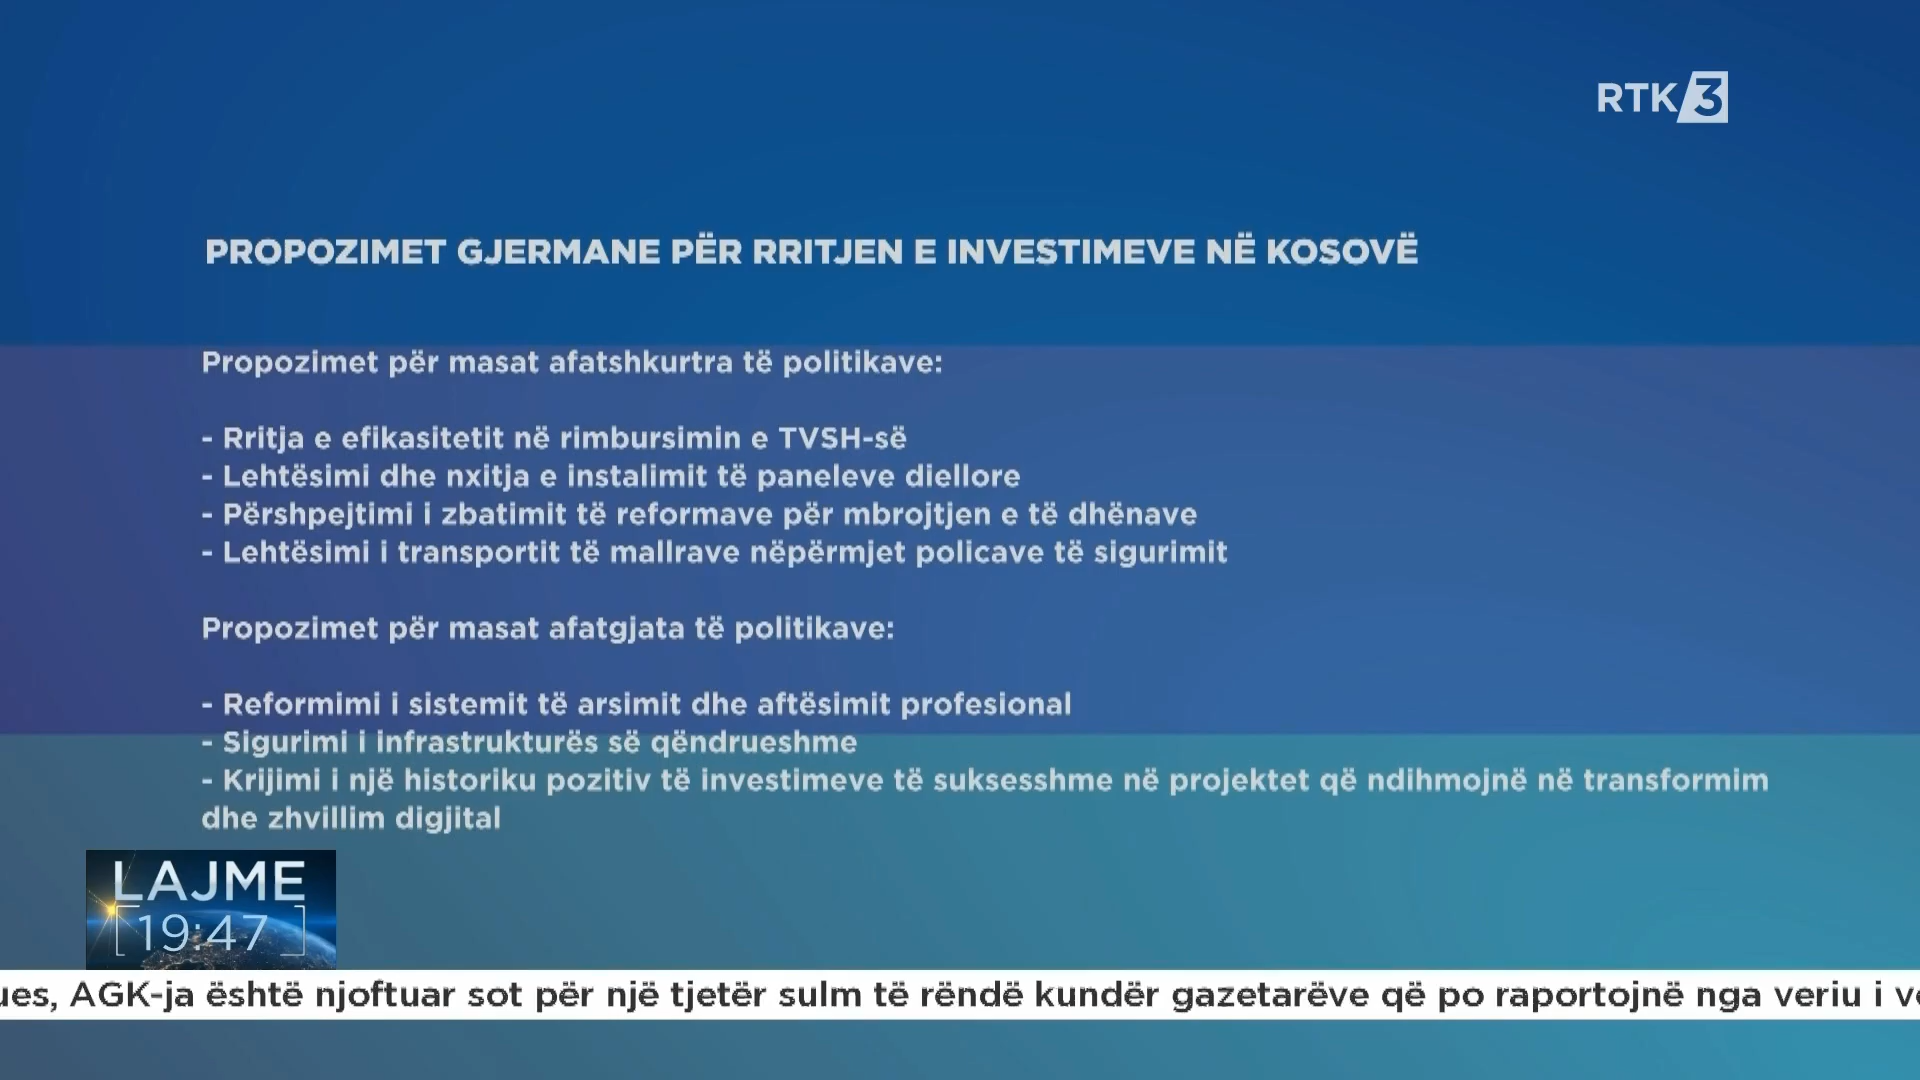 RTK 3
PROPOZIMET GJERMANE PËR RRITJEN E INVESTIMEVE NË KOSOVË
Propozimet për masat afatshkurtra të politikave:
- Rritja e efikasitetit në rimbursimin e TVSH-së
- Lehtësimi dhe nxitja e instalimit të paneleve diellore
- Përshpejtimi i zbatimit të reformave për mbrojtjen e të dhënave
- Lehtësimi i transportit të mallrave nëpërmjet policave të sigurimit
Propozimet për masat afatgjata të politikave:
- Reformimi i sistemit të arsimit dhe aftësimit profesional
- Sigurimi i infrastrukturës së qëndrueshme
- Krijimi i një historiku pozitiv të investimeve të suksesshme në projektet që ndihmojnë në transformim
dhe zhvillim digjital
LAJME
19:47
AGK-ja është njoftuar sot për një tjetër sulm të rëndë kundër gazetarëve që po raportojnë nga veriu i